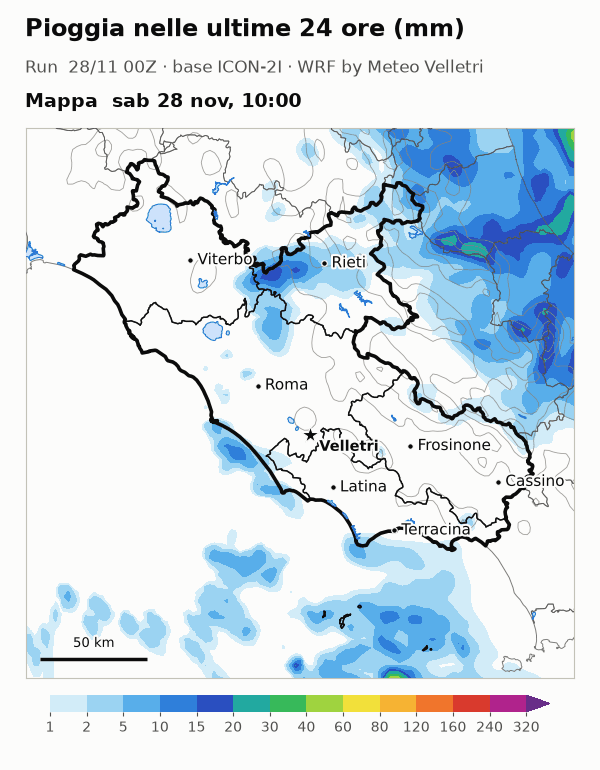 Pioggia nelle ultime 24 ore (mm)
Run 28/11 00Z · base ICON-2I · WRF by Meteo Velletri
Mappa sab 28 nov, 10:00
Viterbo
Rieti
Roma
Velletri
Frosinone
Latina
Cassino
Terracina
50 km
1 2 5 10 15 20 30 40 60 80 120 160 240 320